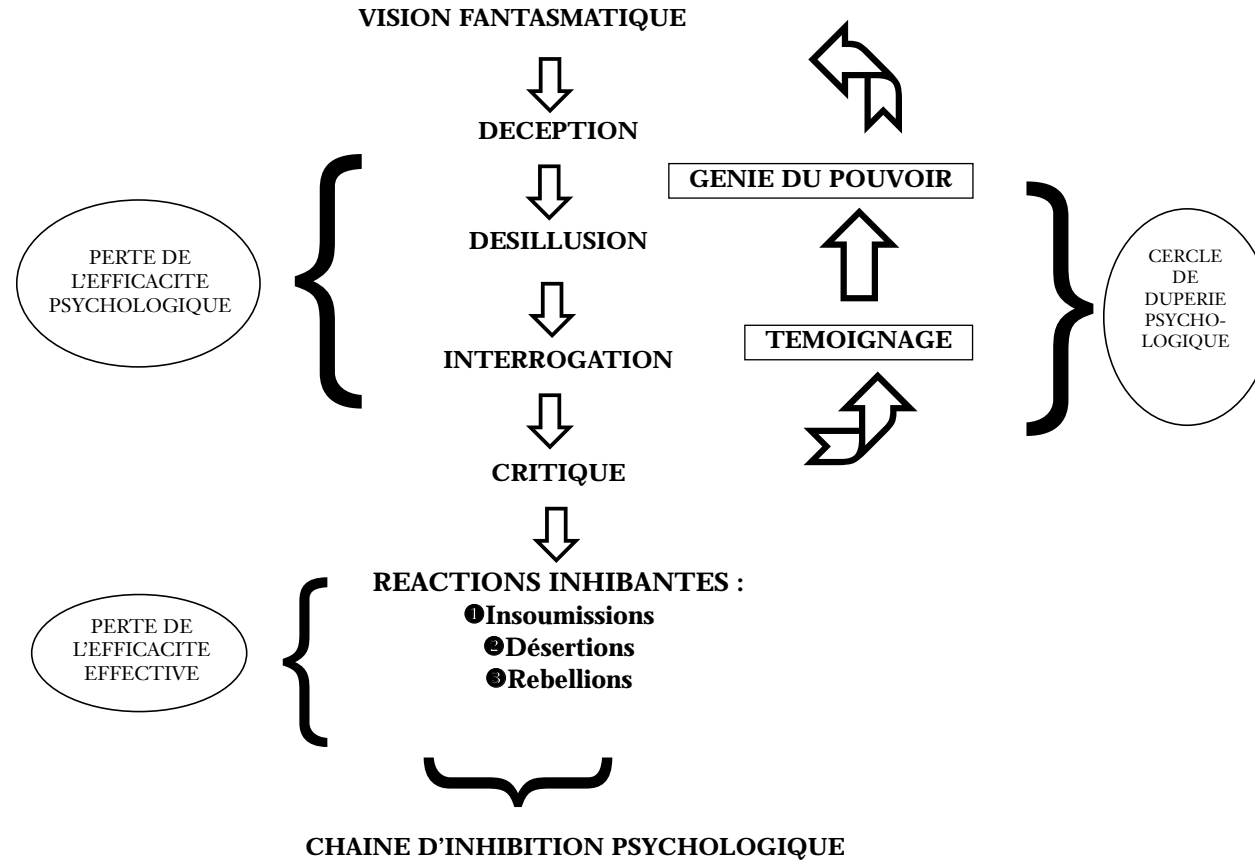 VISION FANTASMATIQUE
DECEPTION
GENIE DU POUVOIR
DESILLUSION
PERTE DE
L'EFFICACITE
PSYCHOLOGIQUE
CERCLE
DE
DUPERIE
PSYCHO-
LOGIQUE
TEMOIGNAGE
INTERROGATION
CRITIQUE
REACTIONS INHIBANTES :
❶Insoumissions
❷Désertions
❸Rebellions
PERTE DE
L'EFFICACITE
EFFECTIVE
CHAINE D'INHIBITION PSYCHOLOGIQUE